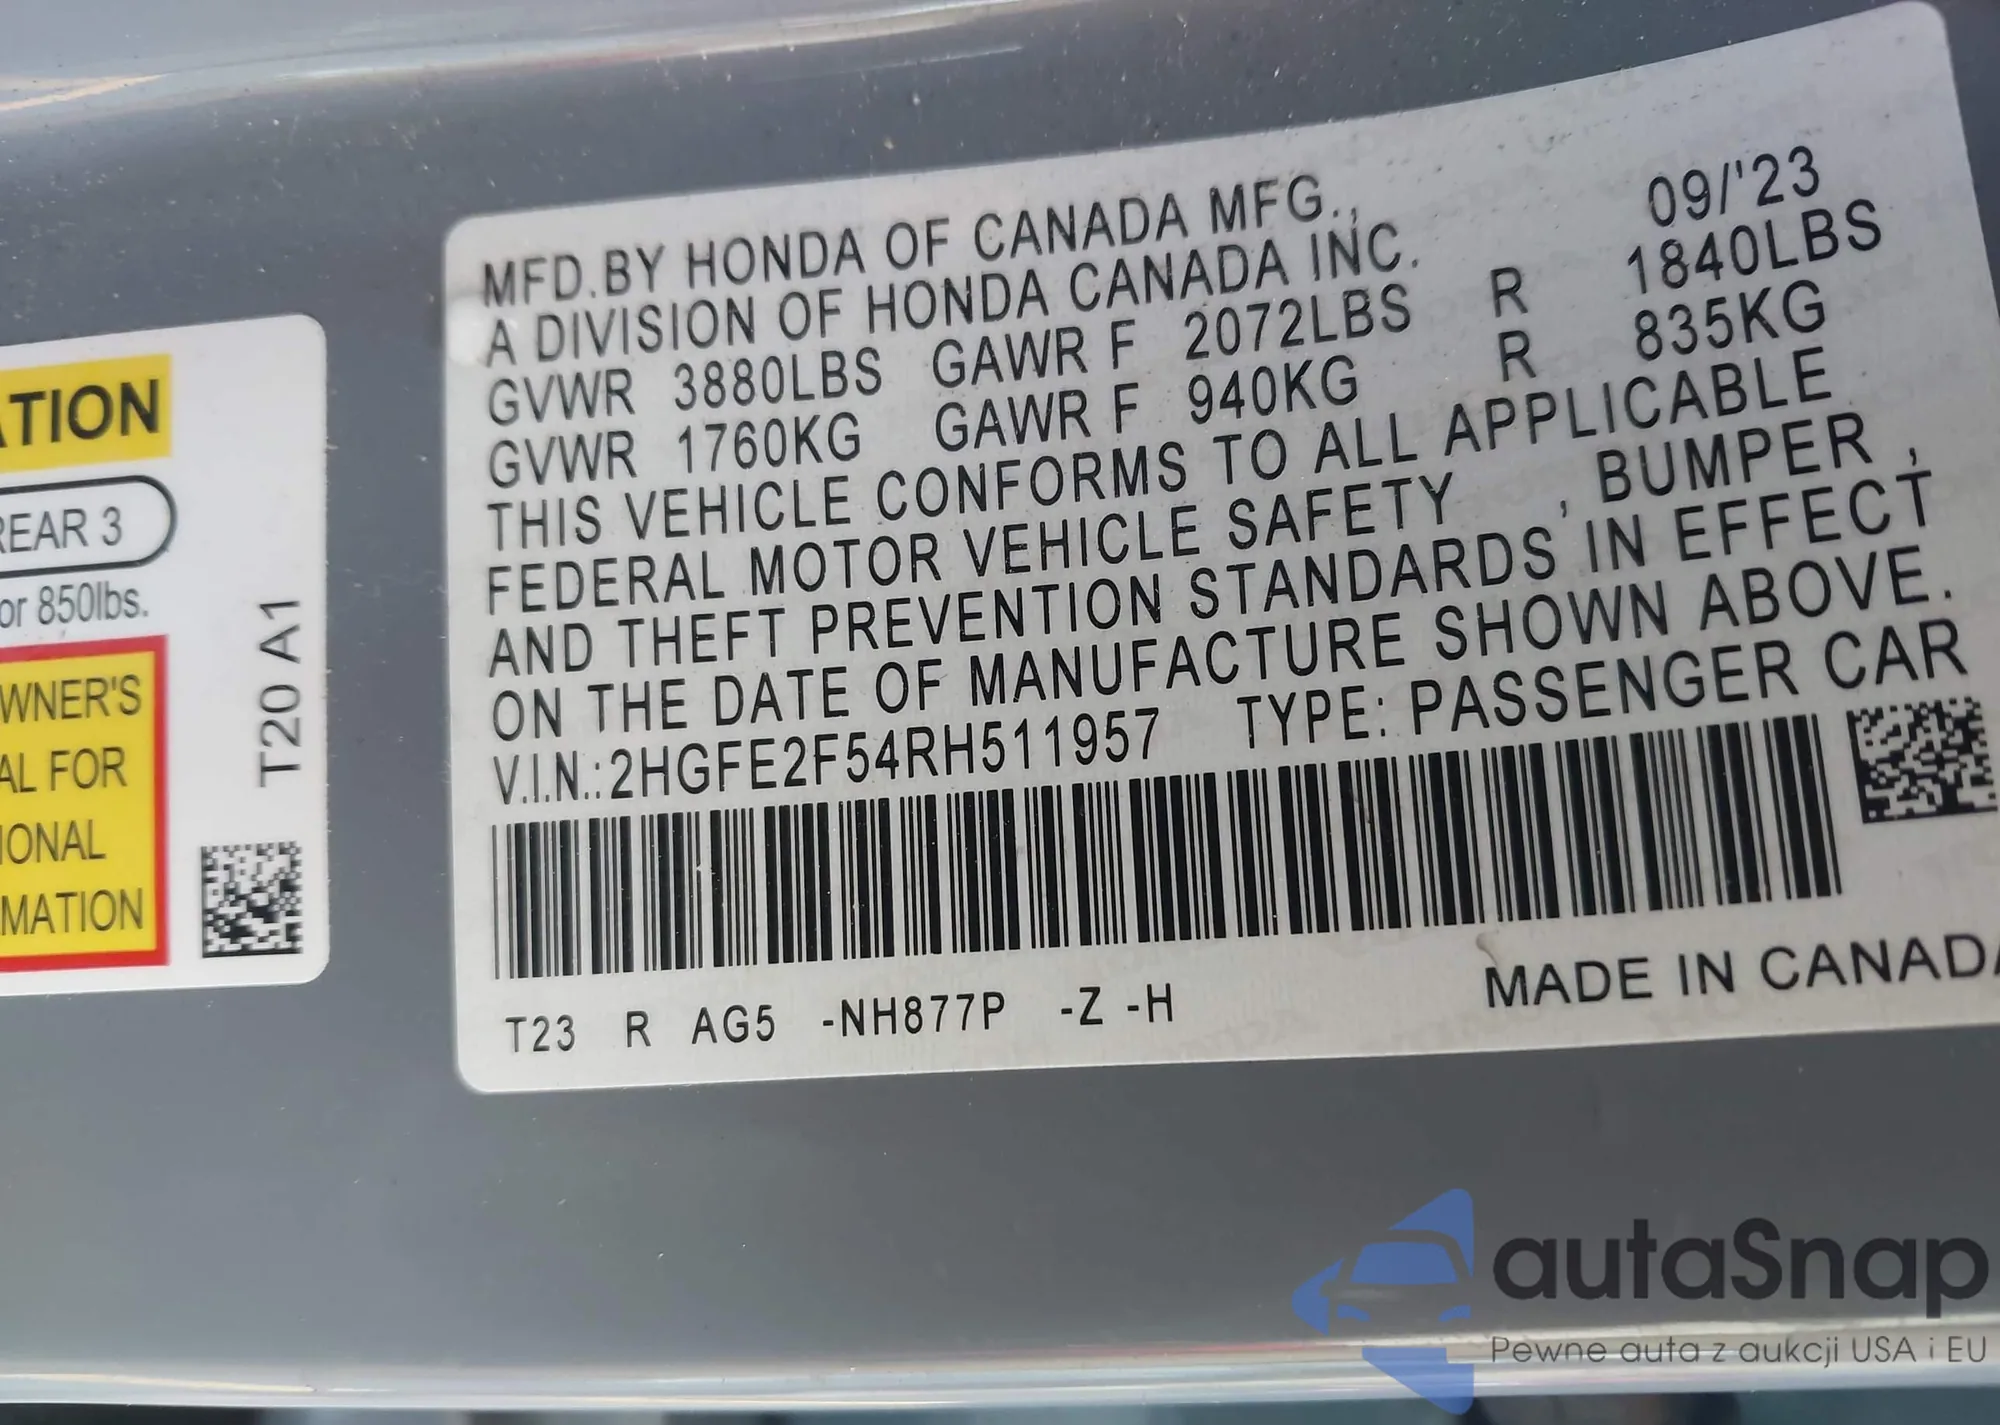 ATION
REAR 3
or 850lbs.
WNER'S
AL FOR
IONAL
MATION
T20 A1
MFD.BY HONDA OF CANADA MFG., 09/'23
A DIVISION OF HONDA CANADA INC.
GVWR 3880LBS GAWR F 2072LBS R 1840LBS
GVWR 1760KG GAWR F 940KG R 835KG
THIS VEHICLE CONFORMS TO ALL APPLICABLE
FEDERAL MOTOR VEHICLE SAFETY , BUMPER ,
AND THEFT PREVENTION STANDARDS IN EFFECT
ON THE DATE OF MANUFACTURE SHOWN ABOVE.
V.I.N.:2HGFE2F54RH511957 TYPE: PASSENGER CAR
T23 R AG5 -NH877P -Z -H MADE IN CANADA
autaSnap
Pewne auta z aukcji USA i EU